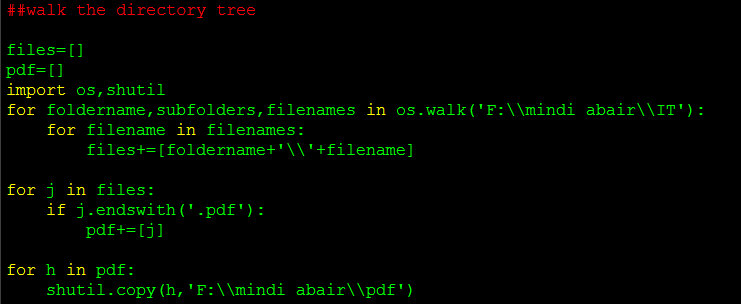 ##walk the directory tree
files=[]
pdf=[]
import os,shutil
for foldername,subfolders,filenames in os.walk('F:\\mindi abair\\IT'):
    for filename in filenames:
        files+=[foldername+'\\'+filename]
for j in files:
    if j.endswith('.pdf'):
        pdf+=[j]
for h in pdf:
    shutil.copy(h,'F:\\mindi abair\\pdf')